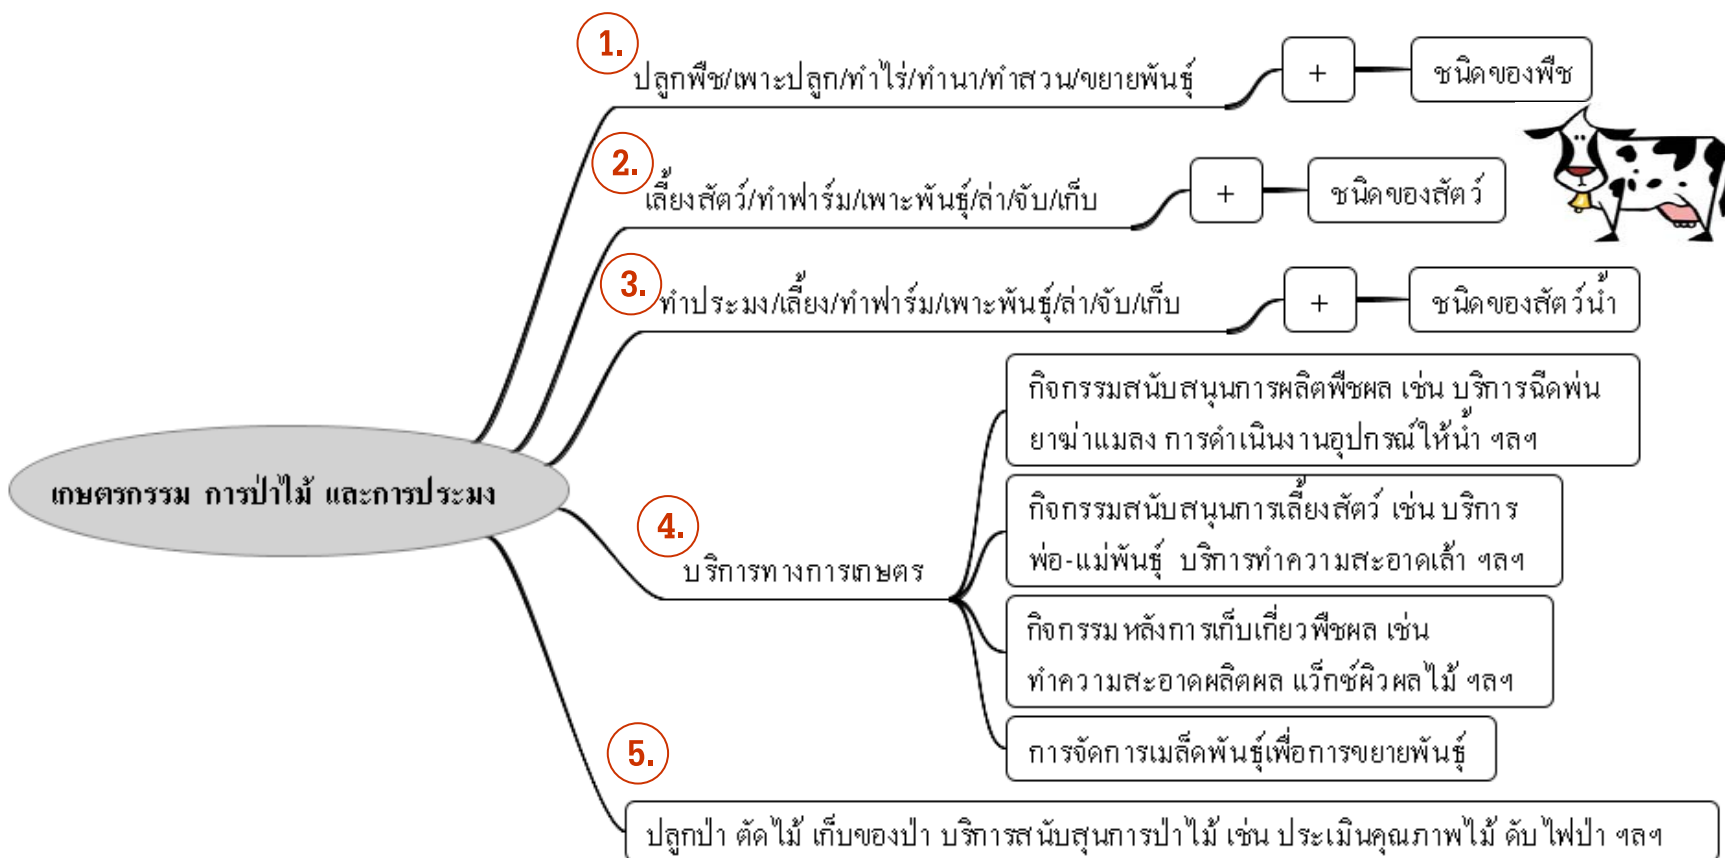 1.
ปลูกพืช/เพาะปลูก/ทำไร่/ทำนา/ทำสวน/ขยายพันธุ์
+
ชนิดของพืช
2.
เลี้ยงสัตว์/ทำฟาร์ม/เพาะพันธุ์/ล่า/จับ/เก็บ
+
ชนิดของสัตว์
3.
ทำประมง/เลี้ยง/ทำฟาร์ม/เพาะพันธุ์/ล่า/จับ/เก็บ
+
ชนิดของสัตว์น้ำ
เกษตรกรรม การป่าไม้ และการประมง
4.
บริการทางการเกษตร
กิจกรรมสนับสนุนการผลิตพืชผล เช่น บริการฉีดพ่น
ยาฆ่าแมลง การดำเนินงานอุปกรณ์ให้น้ำ ฯลฯ
กิจกรรมสนับสนุนการเลี้ยงสัตว์ เช่น บริการ
พ่อ-แม่พันธุ์ บริการทำความสะอาดเล้า ฯลฯ
กิจกรรมหลังการเก็บเกี่ยวพืชผล เช่น
ทำความสะอาดผลิตผล แว็กซ์ผิวผลไม้ ฯลฯ
การจัดการเมล็ดพันธุ์เพื่อการขยายพันธุ์
5.
ปลูกป่า ตัดไม้ เก็บของป่า บริการสนับสุนการป่าไม้ เช่น ประเมินคุณภาพไม้ ดับไฟป่า ฯลฯ